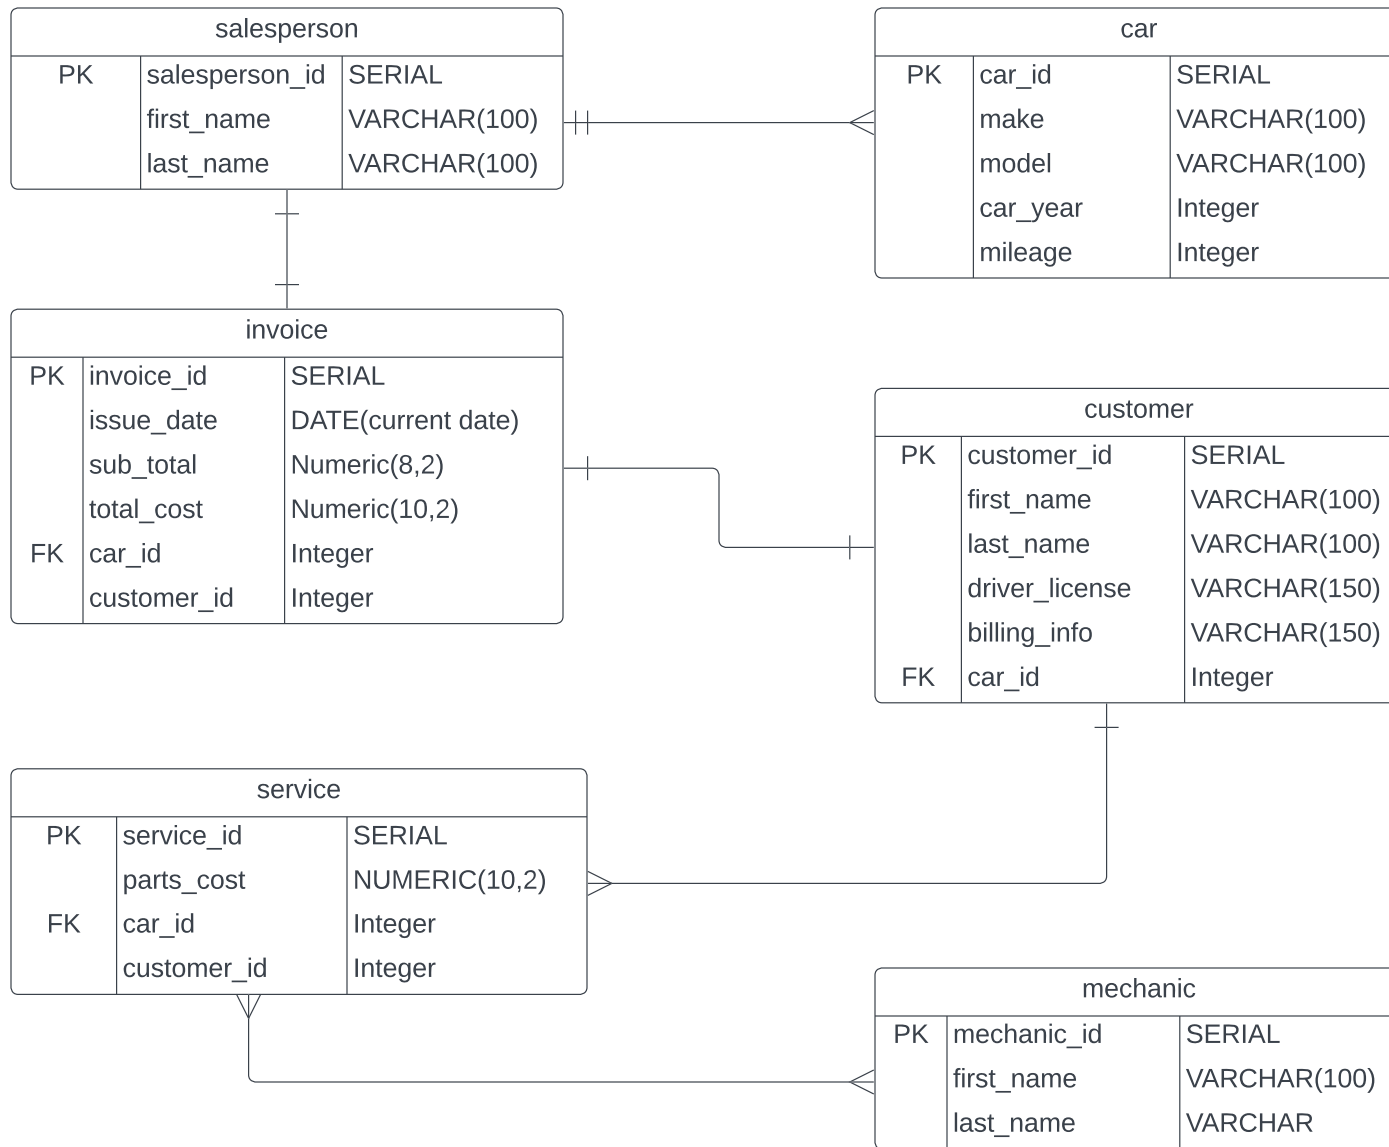 salesperson
PK salesperson_id SERIAL
first_name VARCHAR(100)
last_name VARCHAR(100)
car
PK car_id SERIAL
make VARCHAR(100)
model VARCHAR(100)
car_year Integer
mileage Integer
invoice
PK invoice_id SERIAL
issue_date DATE(current date)
sub_total Numeric(8,2)
total_cost Numeric(10,2)
FK car_id Integer
customer_id Integer
customer
PK customer_id SERIAL
first_name VARCHAR(100)
last_name VARCHAR(100)
driver_license VARCHAR(150)
billing_info VARCHAR(150)
FK car_id Integer
service
PK service_id SERIAL
parts_cost NUMERIC(10,2)
FK car_id Integer
customer_id Integer
mechanic
PK mechanic_id SERIAL
first_name VARCHAR(100)
last_name VARCHAR